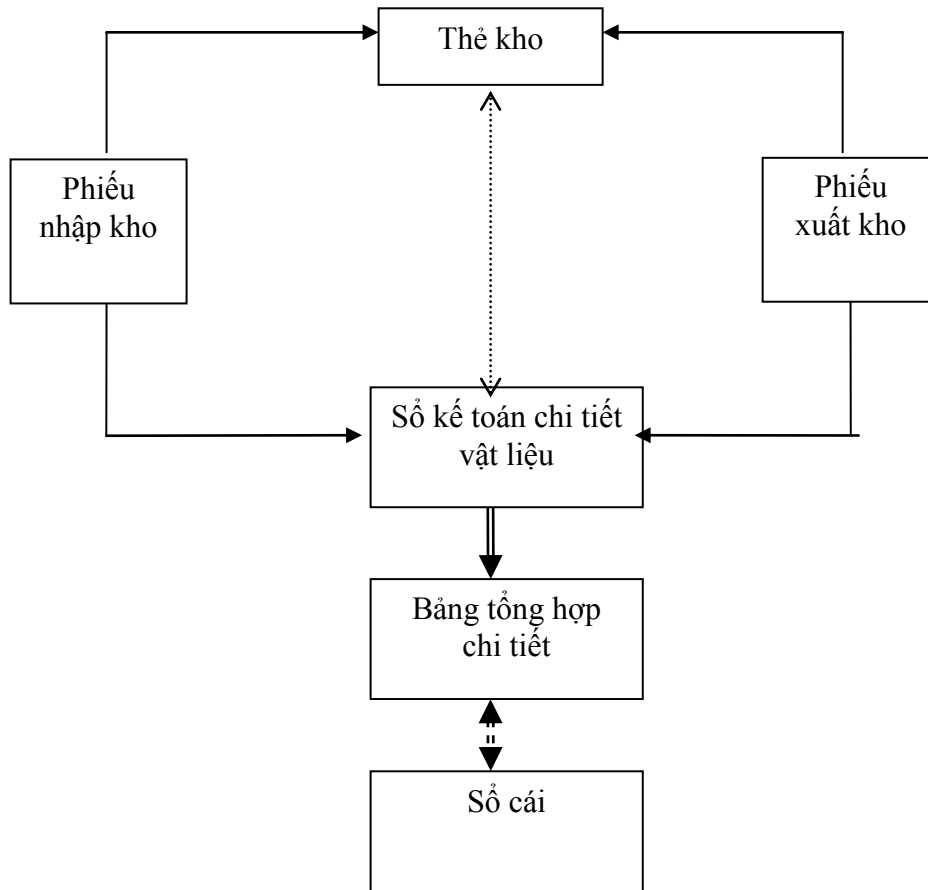 Thẻ kho
Phiếu
nhập kho
Phiếu
xuất kho
Sổ kế toán chi tiết
vật liệu
Bảng tổng hợp
chi tiết
Sổ cái